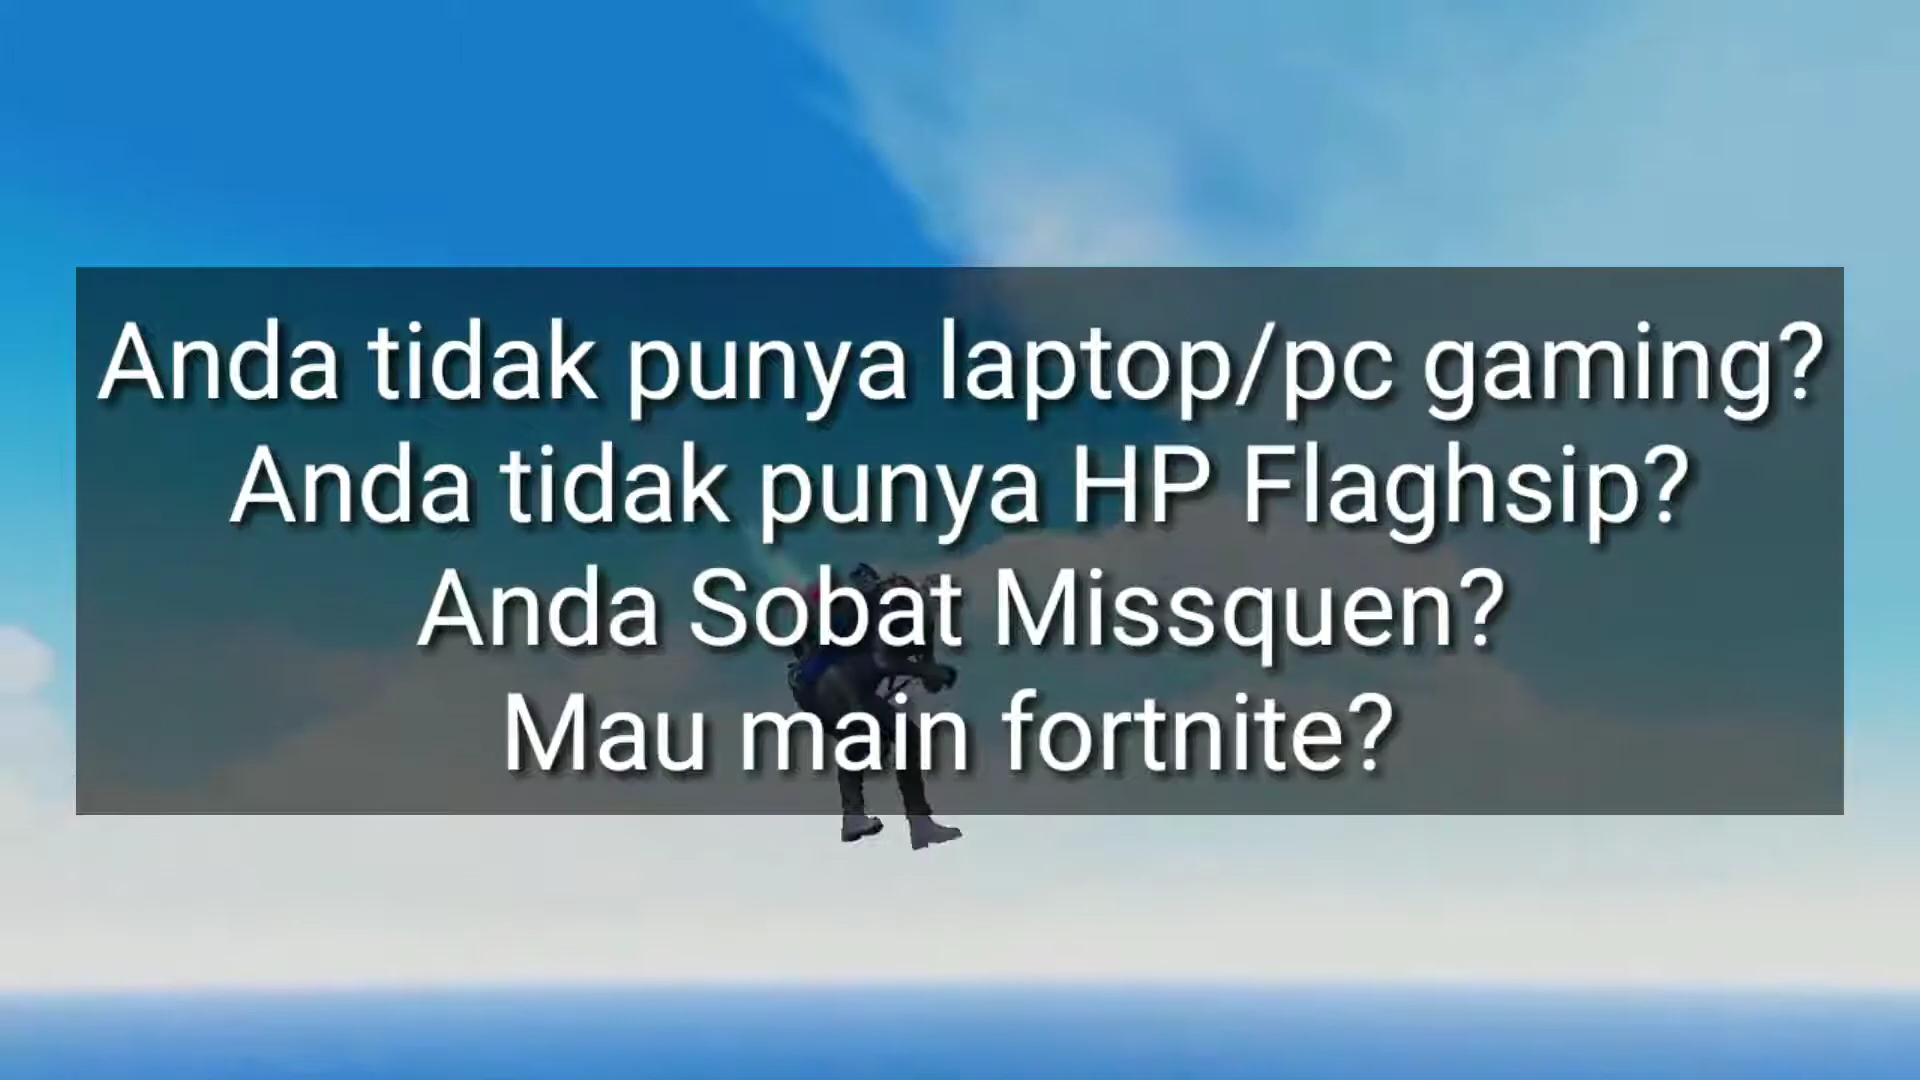 Anda tidak punya laptop/pc gaming?
Anda tidak punya HP Flaghsip?
Anda Sobat Missquen?
Mau main fortnite?